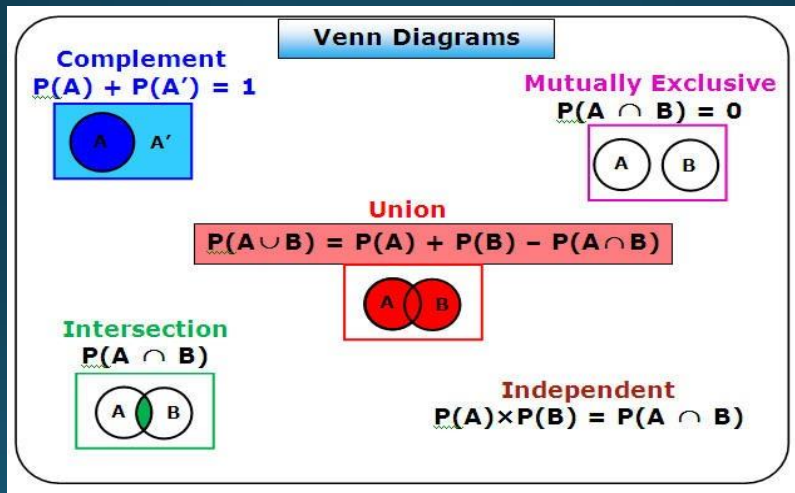 Venn Diagrams
Complement
P(A) + P(A′) = 1
A A′
Mutually Exclusive
P(A ∩ B) = 0
A B
Union
P(A∪B) = P(A) + P(B) – P(A∩B)
A B
Intersection
P(A ∩ B)
A B
Independent
P(A)×P(B) = P(A ∩ B)